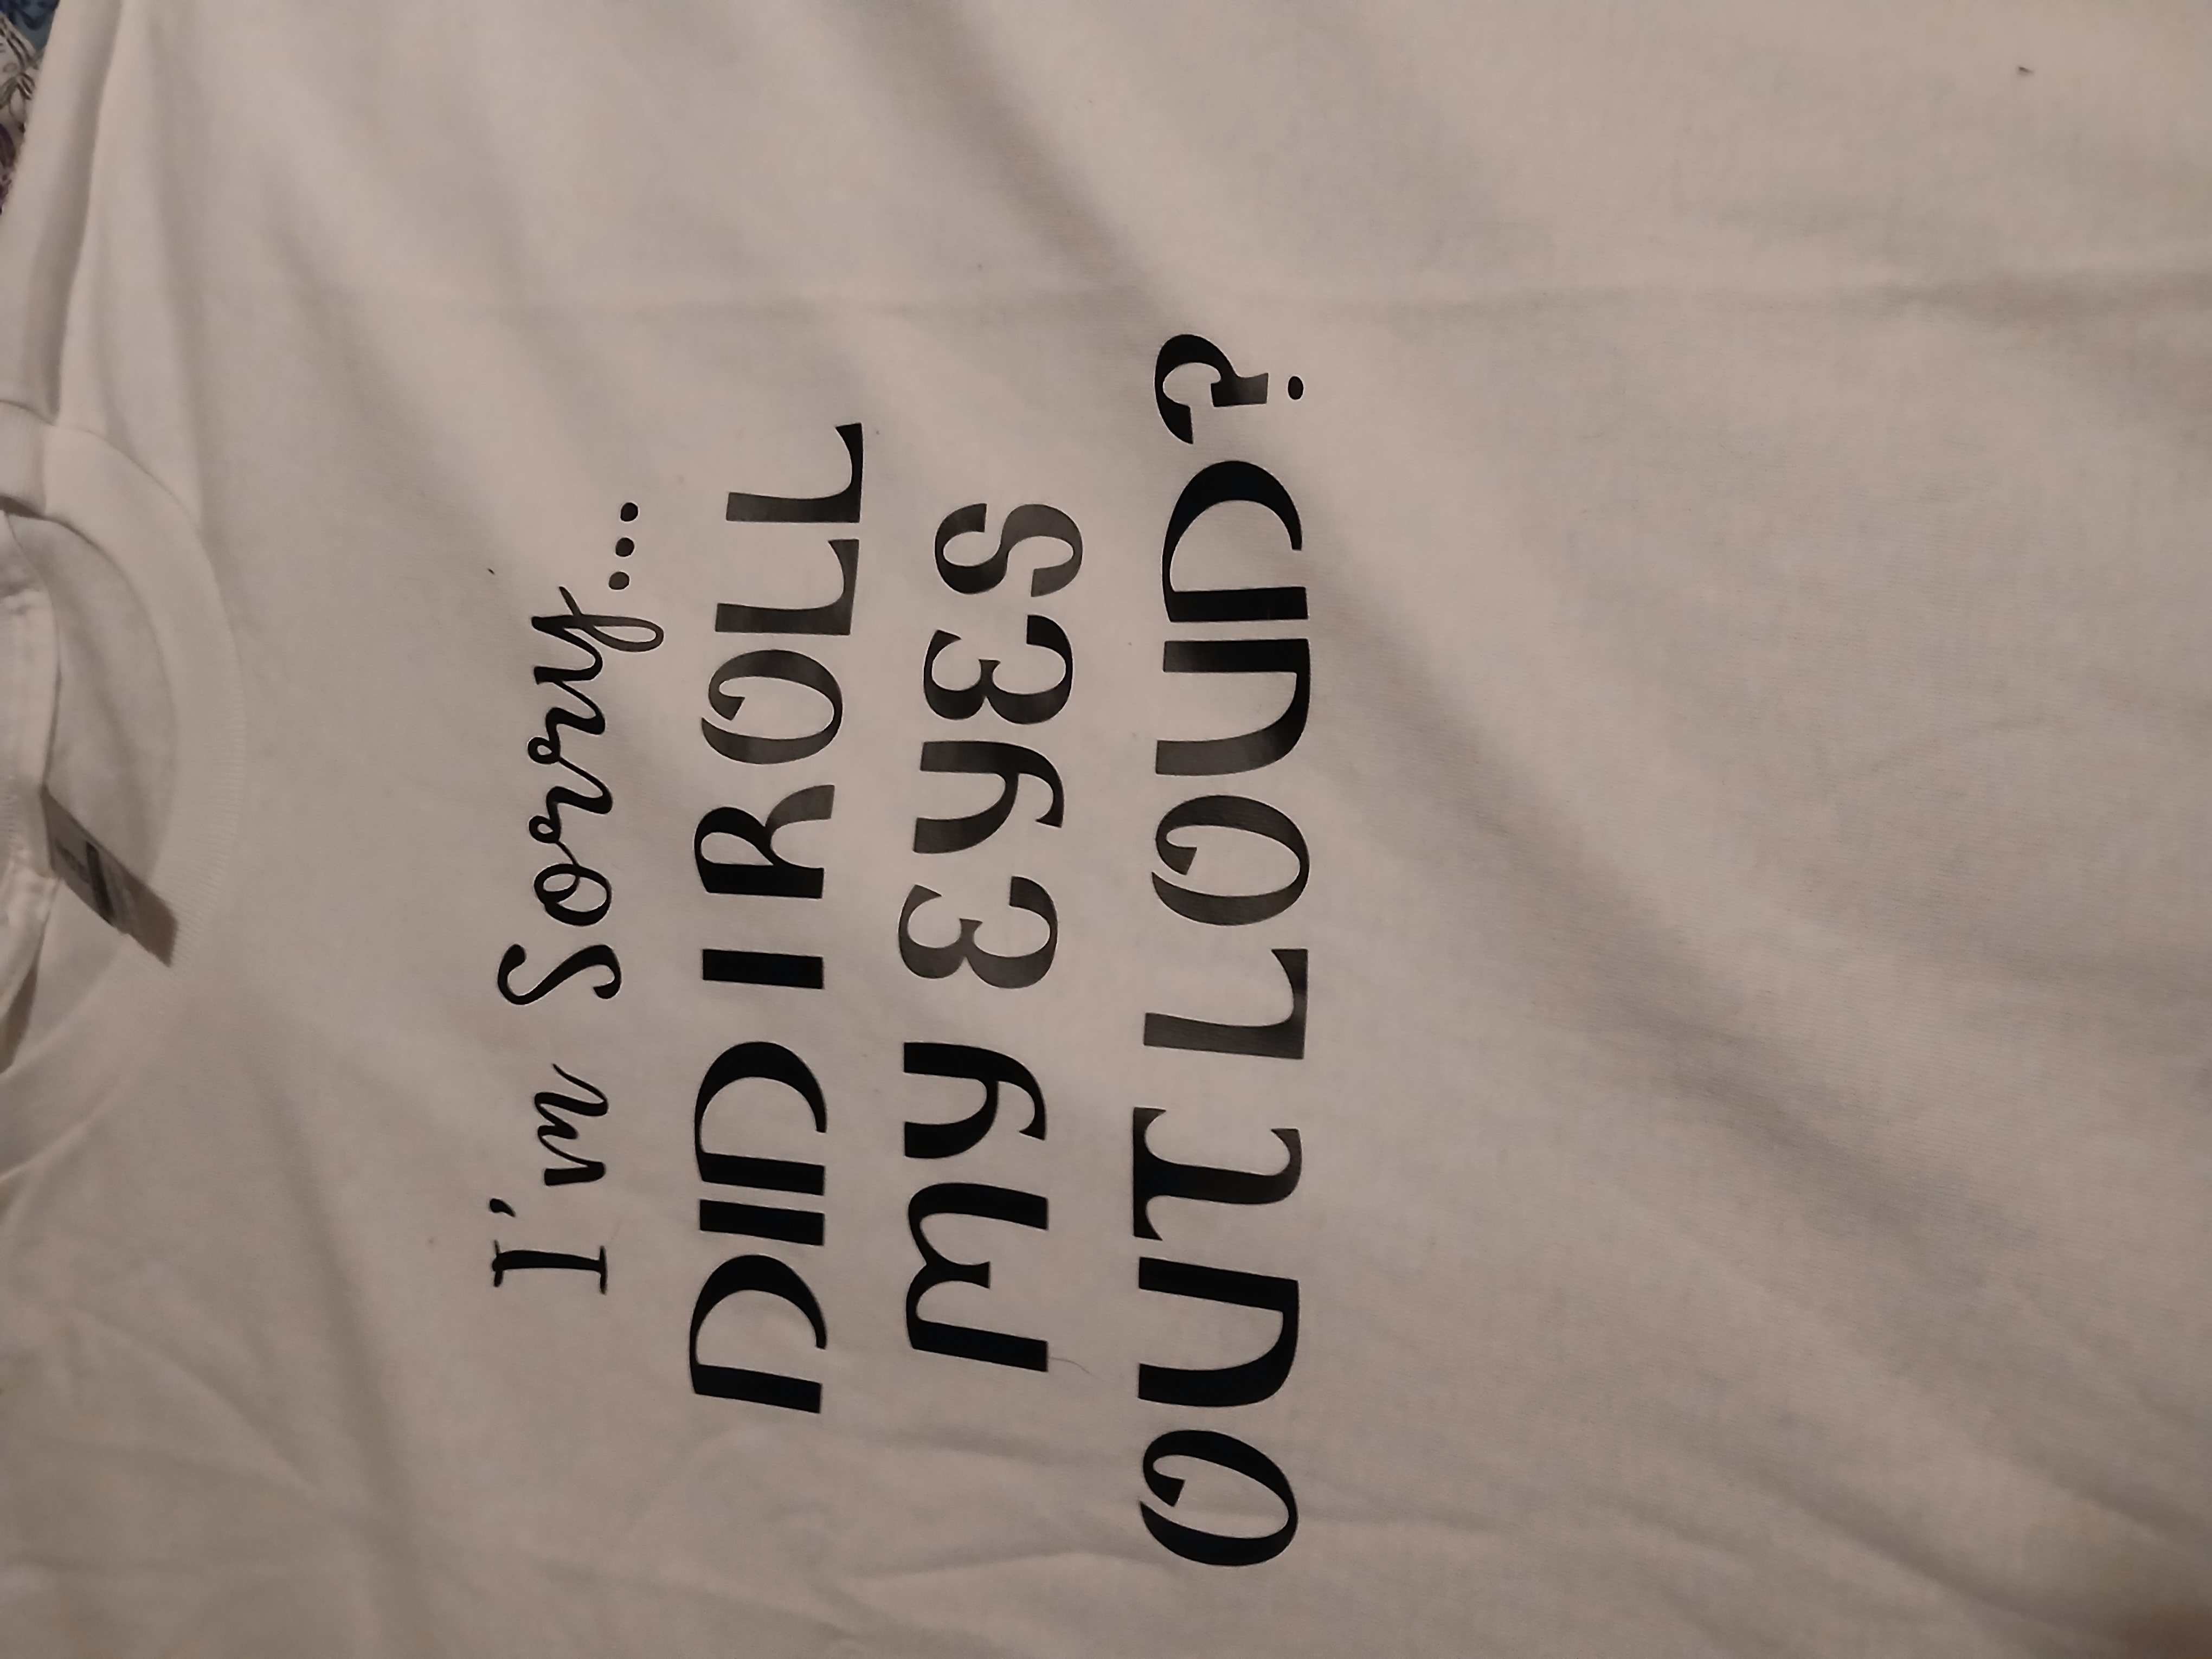 I'm Sorry...
DID I ROLL
MY EYES
OUT LOUD?